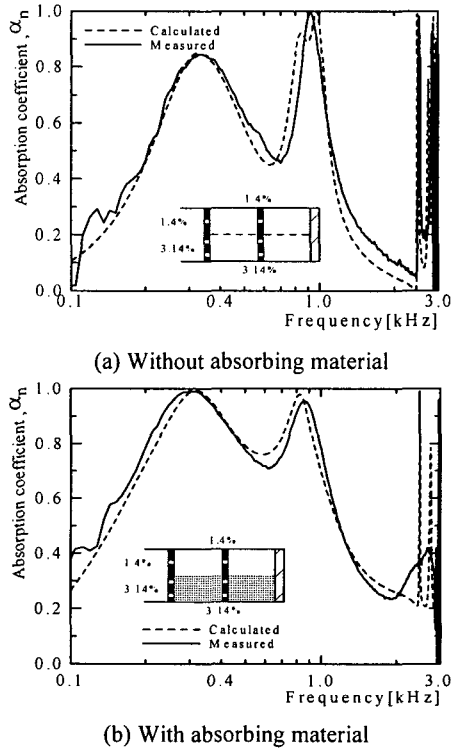 Absorption coefficient, αn
1.0
0.8
0.6
0.4
0.2
0.0
Calculated
Measured
1.4%
1.4%
3.14%
3.14%
0.1 0.4 1.0 3.0
Frequency[kHz]
(a) Without absorbing material
Absorption coefficient, αn
1.0
0.8
0.6
0.4
0.2
0.0
1.4%
1.4%
3.14%
3.14%
Calculated
Measured
0.1 0.4 1.0 3.0
Frequency[kHz]
(b) With absorbing material